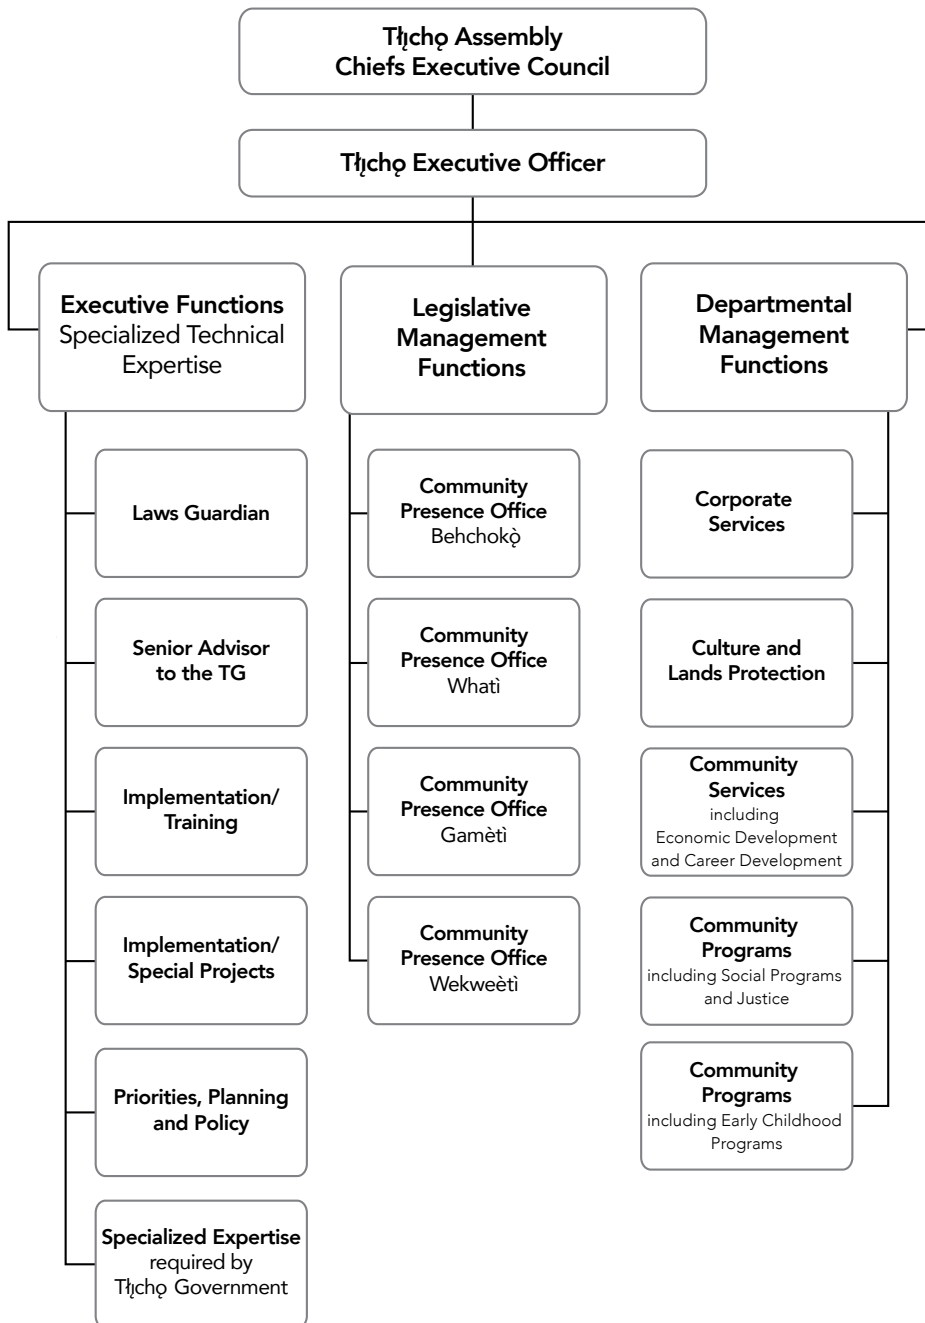 Tłı̨chǫ Assembly
Chiefs Executive Council
Tłı̨chǫ Executive Officer
Executive Functions
Specialized Technical
Expertise
Laws Guardian
Senior Advisor
to the TG
Implementation/
Training
Implementation/
Special Projects
Priorities, Planning
and Policy
Specialized Expertise
required by
Tłı̨chǫ Government
Legislative
Management
Functions
Community
Presence Office
Behchokǫ̀
Community
Presence Office
Whatì
Community
Presence Office
Gamètì
Community
Presence Office
Wekweètì
Departmental
Management
Functions
Corporate
Services
Culture and
Lands Protection
Community
Services
including
Economic Development
and Career Development
Community
Programs
including Social Programs
and Justice
Community
Programs
including Early Childhood
Programs